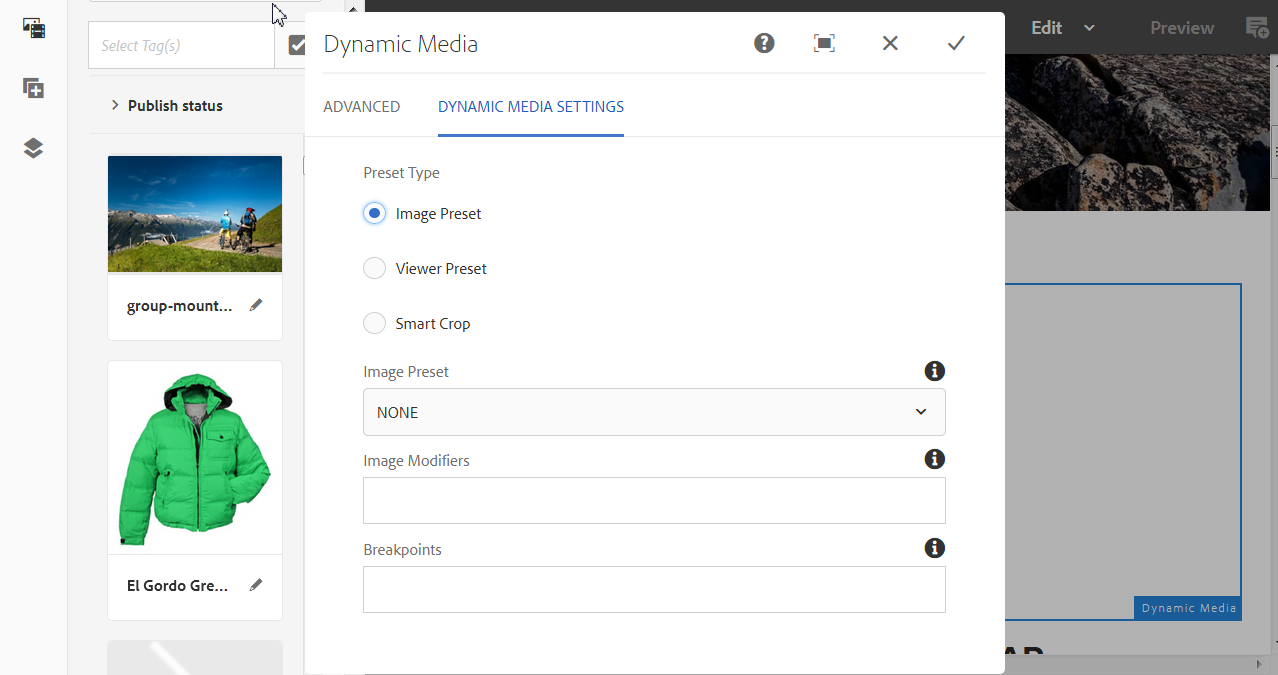 Select Tag(s)
Publish status
group-mount...
El Gordo Gre...
Dynamic Media
ADVANCED
DYNAMIC MEDIA SETTINGS
Preset Type
Image Preset
Viewer Preset
Smart Crop
Image Preset
NONE
Image Modifiers
Breakpoints
Edit
Preview
Dynamic Media